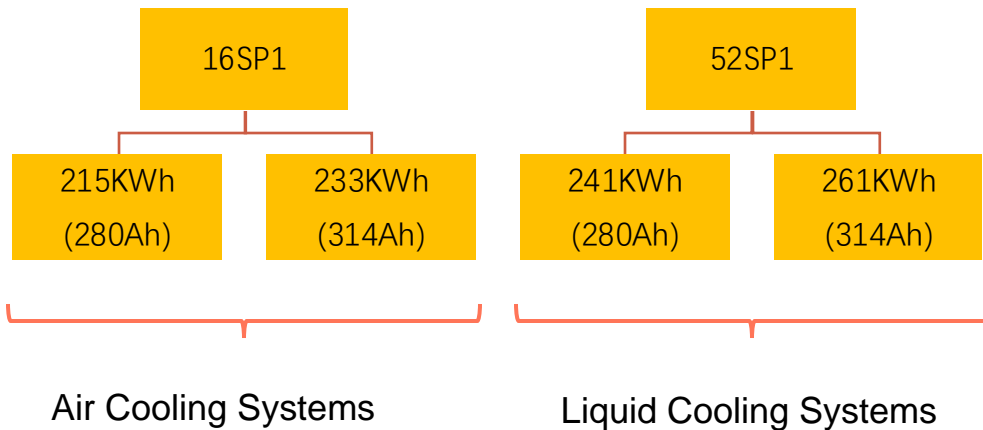 16SP1
52SP1
215KWh
(280Ah)
233KWh
(314Ah)
241KWh
(280Ah)
261KWh
(314Ah)
Air Cooling Systems
Liquid Cooling Systems